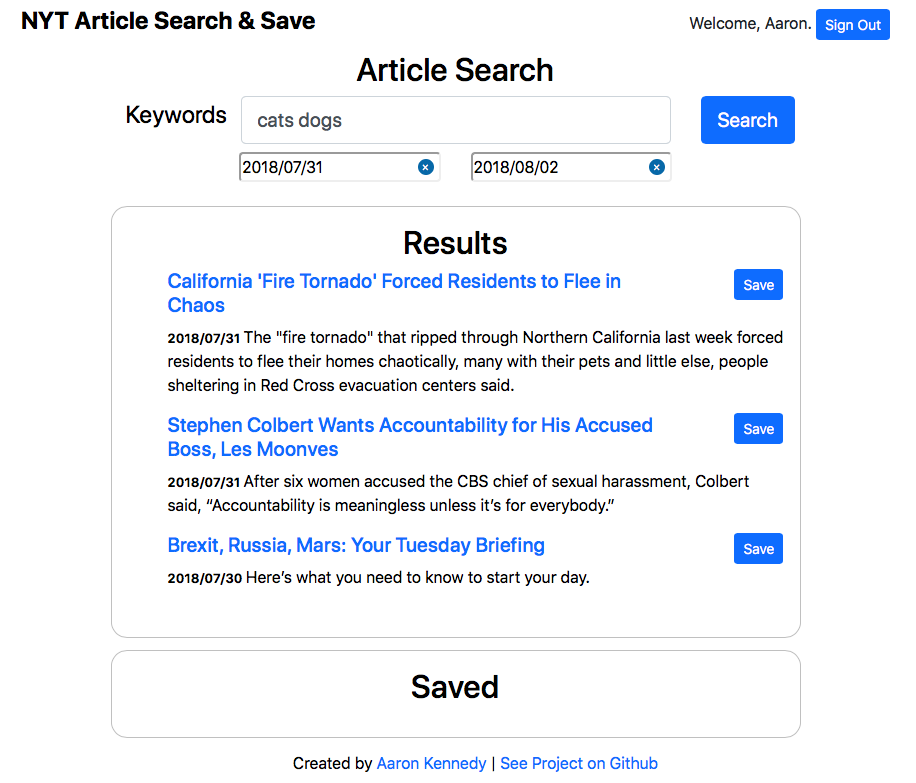 NYT Article Search & Save
Welcome, Aaron. Sign Out
Article Search
Keywords cats dogs Search
2018/07/31 2018/08/02
Results
California 'Fire Tornado' Forced Residents to Flee in Save
Chaos
2018/07/31 The "fire tornado" that ripped through Northern California last week forced
residents to flee their homes chaotically, many with their pets and little else, people
sheltering in Red Cross evacuation centers said.
Stephen Colbert Wants Accountability for His Accused Save
Boss, Les Moonves
2018/07/31 After six women accused the CBS chief of sexual harassment, Colbert
said, “Accountability is meaningless unless it’s for everybody.”
Brexit, Russia, Mars: Your Tuesday Briefing Save
2018/07/30 Here’s what you need to know to start your day.
Saved
Created by Aaron Kennedy | See Project on Github